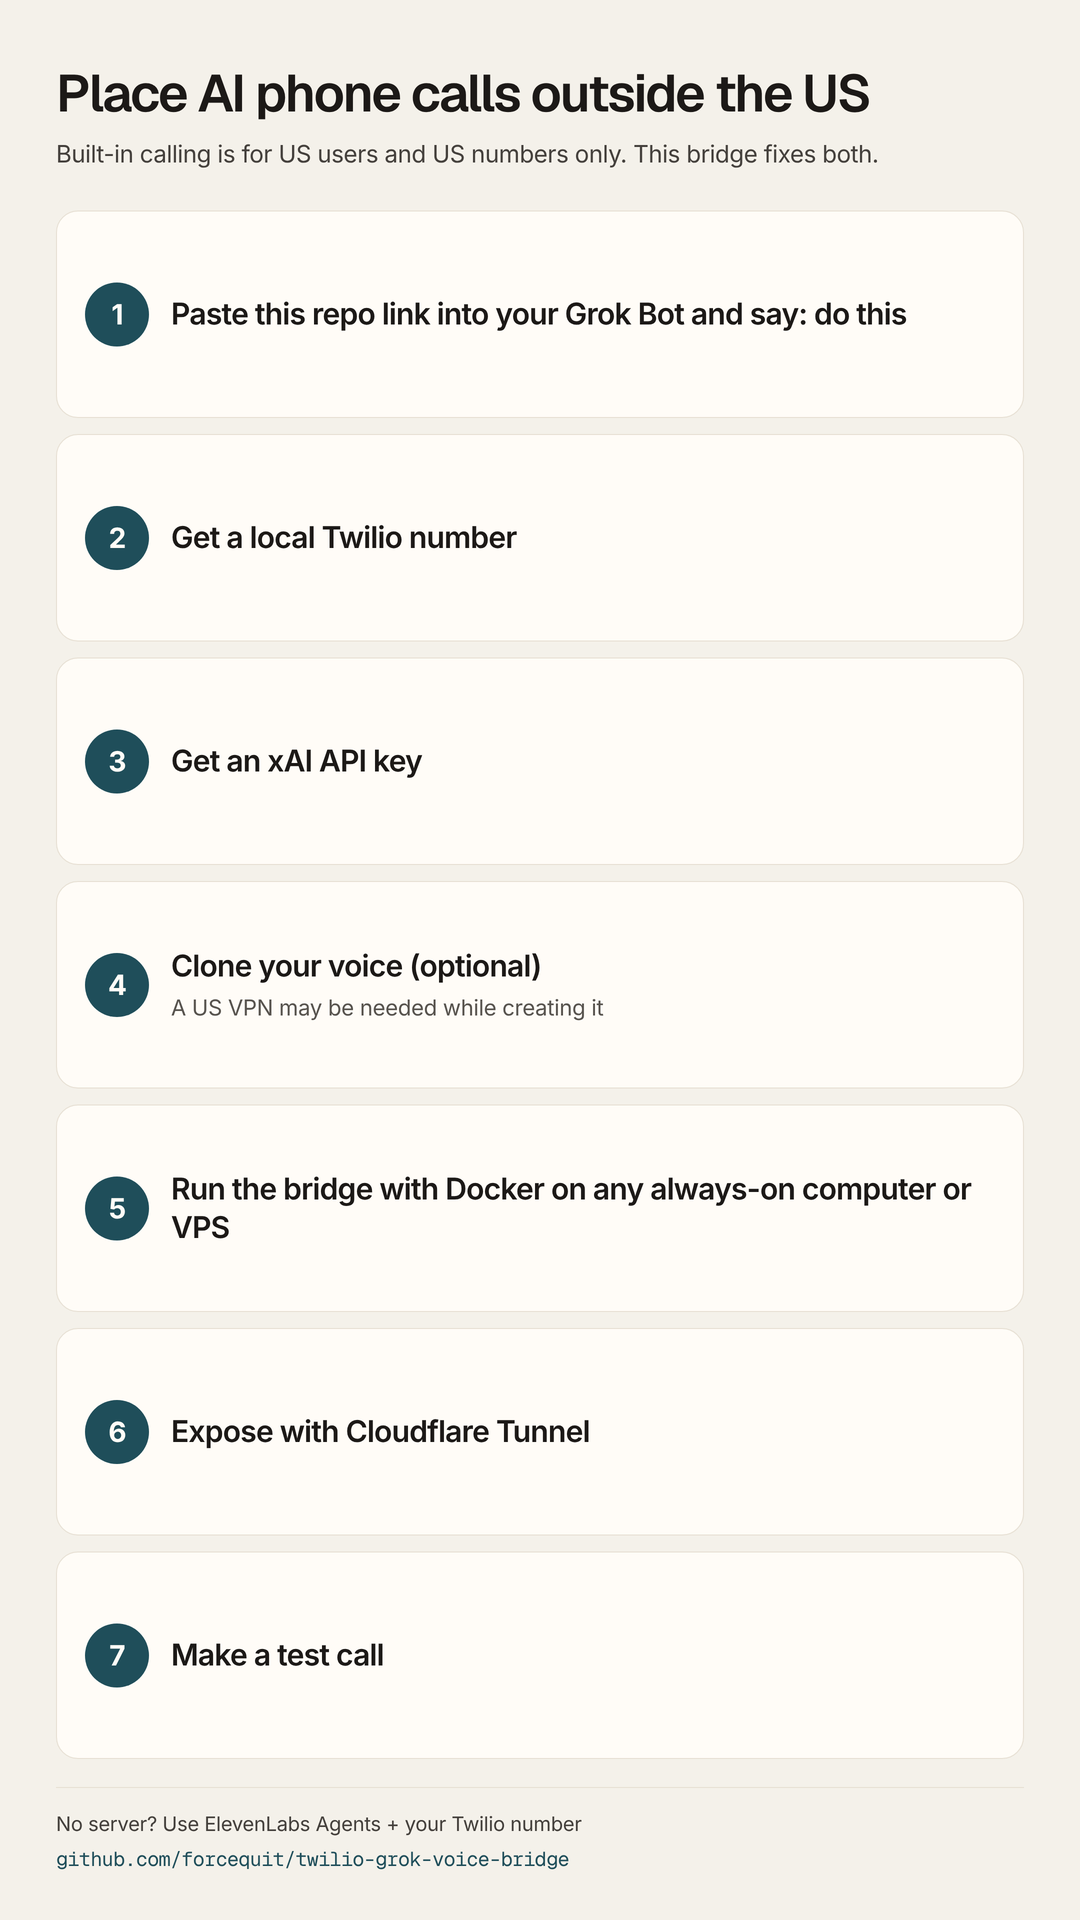 Place AI phone calls outside the US
Built-in calling is for US users and US numbers only. This bridge fixes both.
1
Paste this repo link into your Grok Bot and say: do this
2
Get a local Twilio number
3
Get an xAI API key
4
Clone your voice (optional)
A US VPN may be needed while creating it
5
Run the bridge with Docker on any always-on computer or
VPS
6
Expose with Cloudflare Tunnel
7
Make a test call
No server? Use ElevenLabs Agents + your Twilio number
github.com/forcequit/twilio-grok-voice-bridge